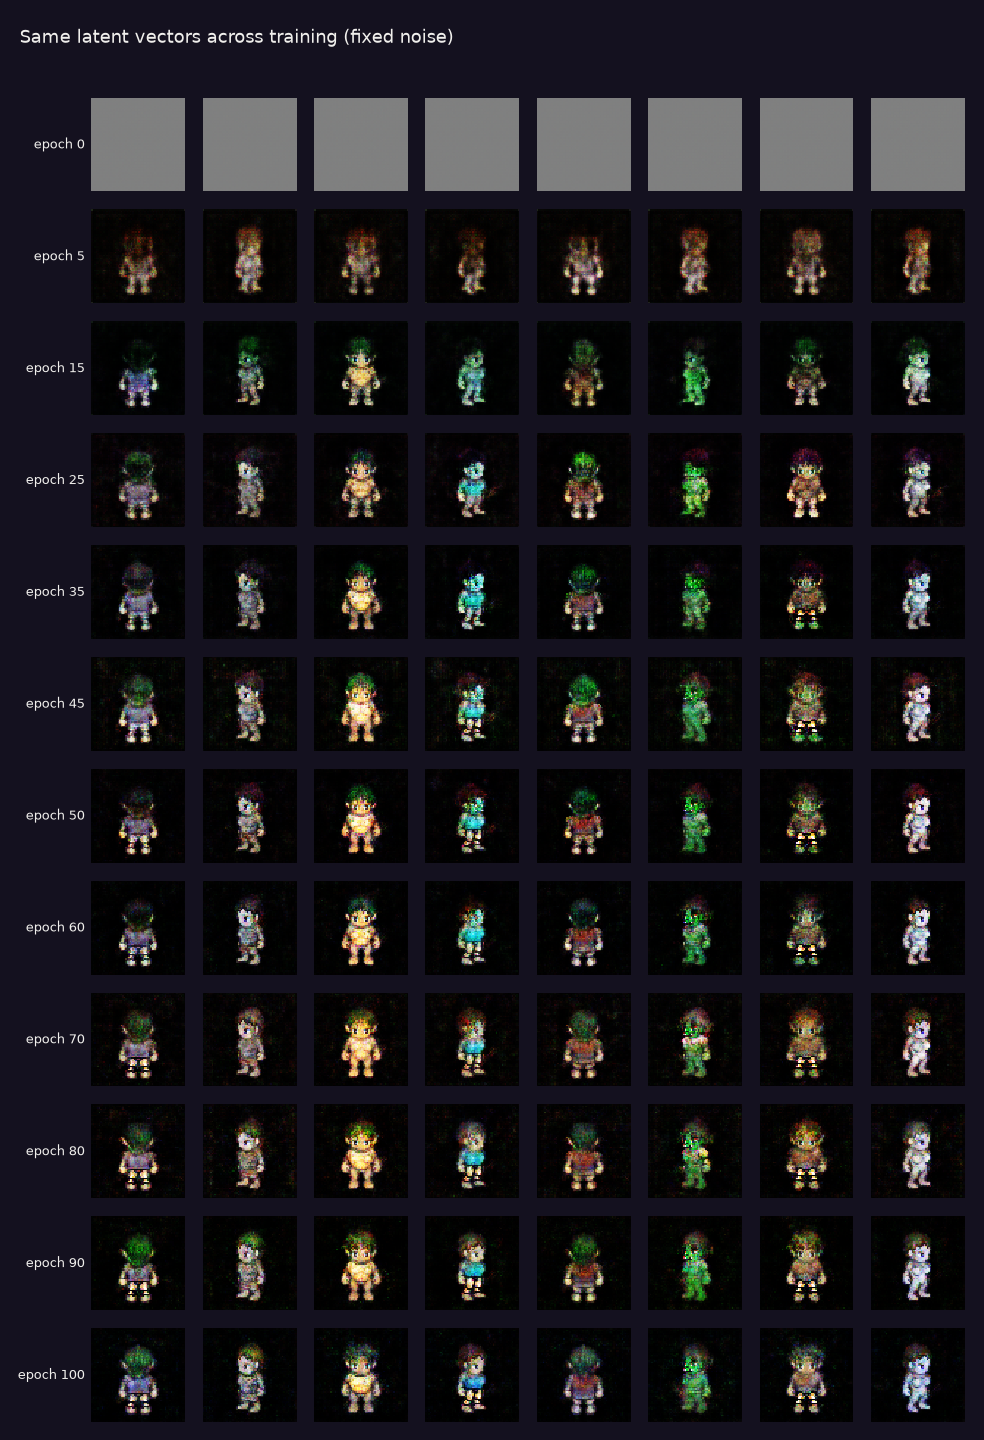 Same latent vectors across training (fixed noise)
epoch 0
epoch 5
epoch 15
epoch 25
epoch 35
epoch 45
epoch 50
epoch 60
epoch 70
epoch 80
epoch 90
epoch 100